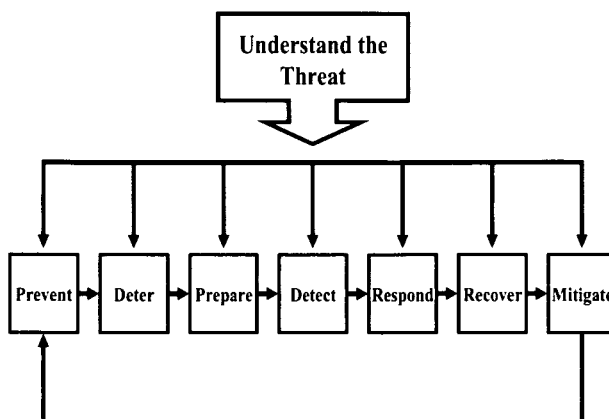 Understand the
Threat
Prevent
Deter
Prepare
Detect
Respond
Recover
Mitigate